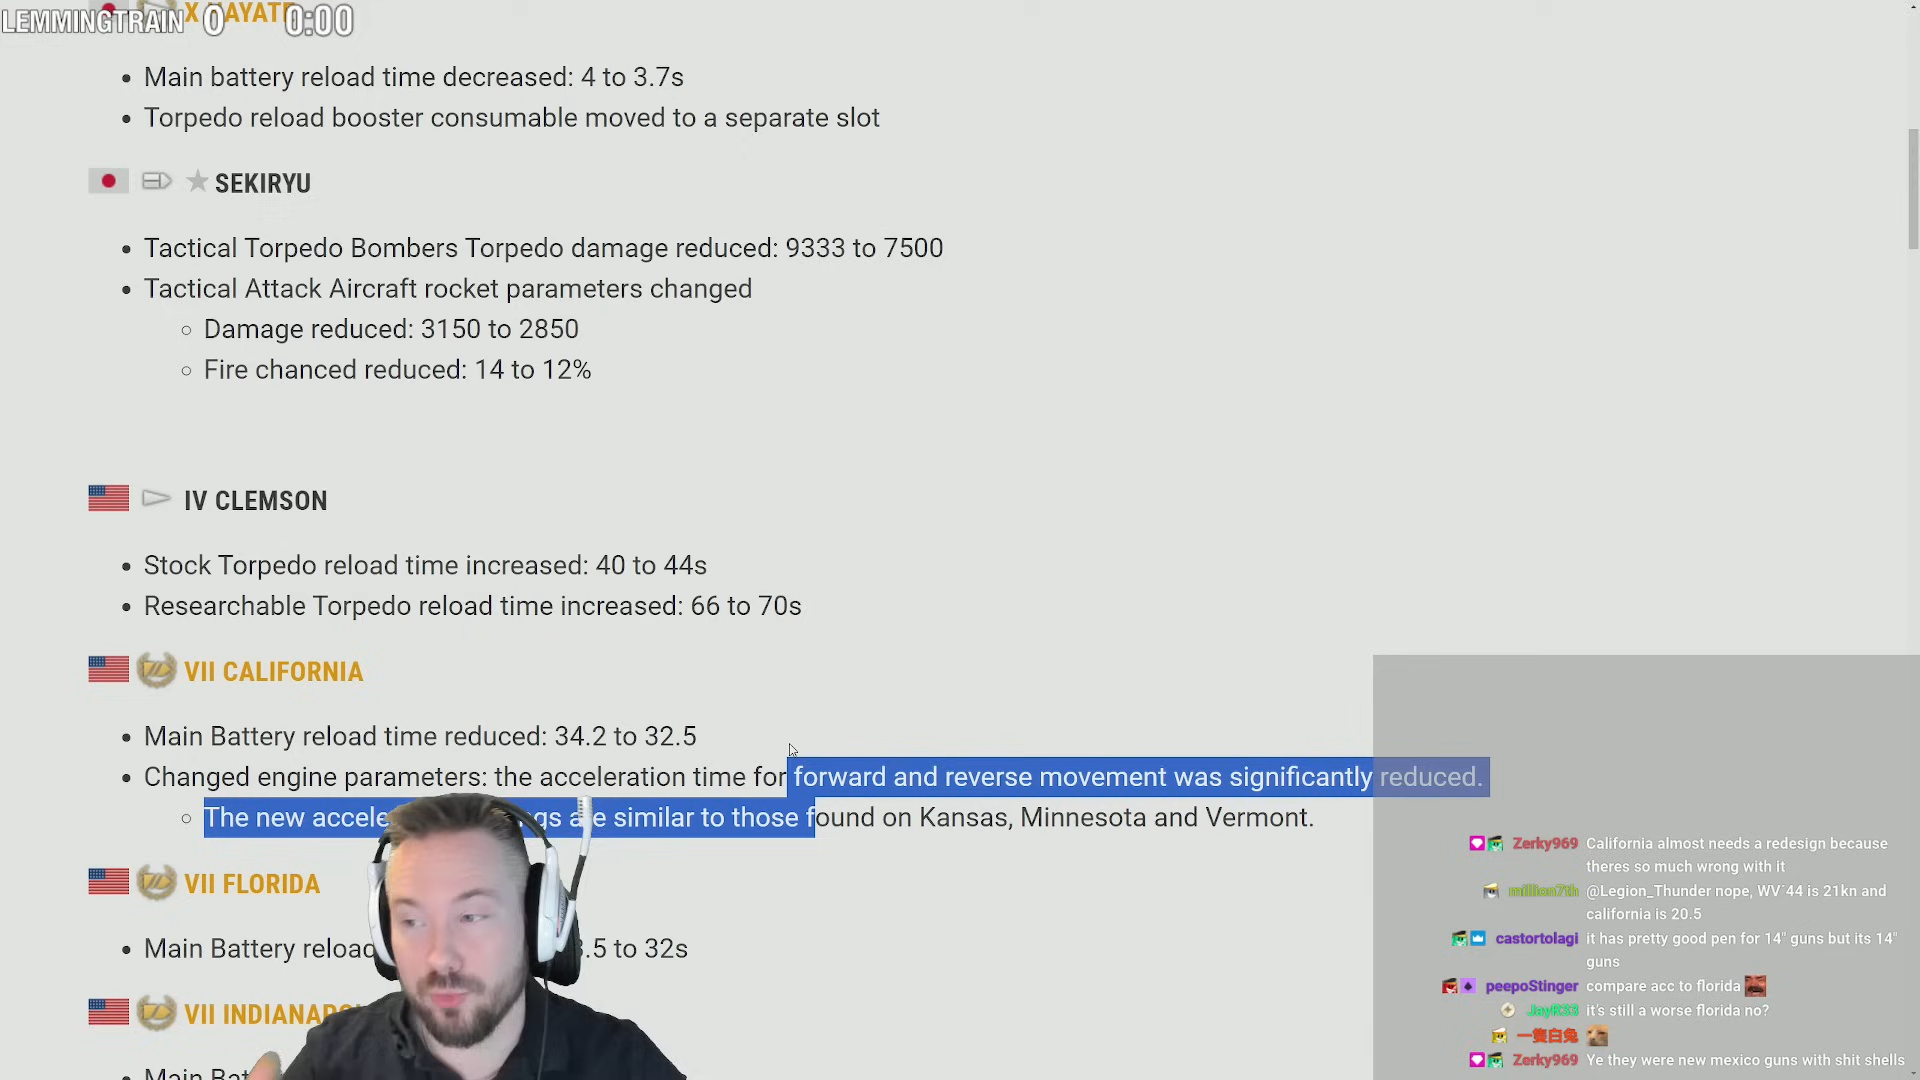 LEMMINGTRAIN 0 0:00
X HAYATE
Main battery reload time decreased: 4 to 3.7s
Torpedo reload booster consumable moved to a separate slot
SEKIRYU
Tactical Torpedo Bombers Torpedo damage reduced: 9333 to 7500
Tactical Attack Aircraft rocket parameters changed
Damage reduced: 3150 to 2850
Fire chanced reduced: 14 to 12%
IV CLEMSON
Stock Torpedo reload time increased: 40 to 44s
Researchable Torpedo reload time increased: 66 to 70s
VII CALIFORNIA
Main Battery reload time reduced: 34.2 to 32.5
Changed engine parameters: the acceleration time for forward and reverse movement was significantly reduced.
The new are similar to those found on Kansas, Minnesota and Vermont.
VII FLORIDA
Main Battery reload .5 to 32s
VII
Main
Zerky969 California almost needs a redesign because
theres so much wrong with it
million7th @Legion_Thunder nope, WV´44 is 21kn and
california is 20.5
castortolagi it has pretty good pen for 14" guns but its 14"
guns
peepoStinger compare acc to florida
JayR33 it's still a worse florida no?
一隻白兔
Zerky969 Ye they were new mexico guns with shit shells